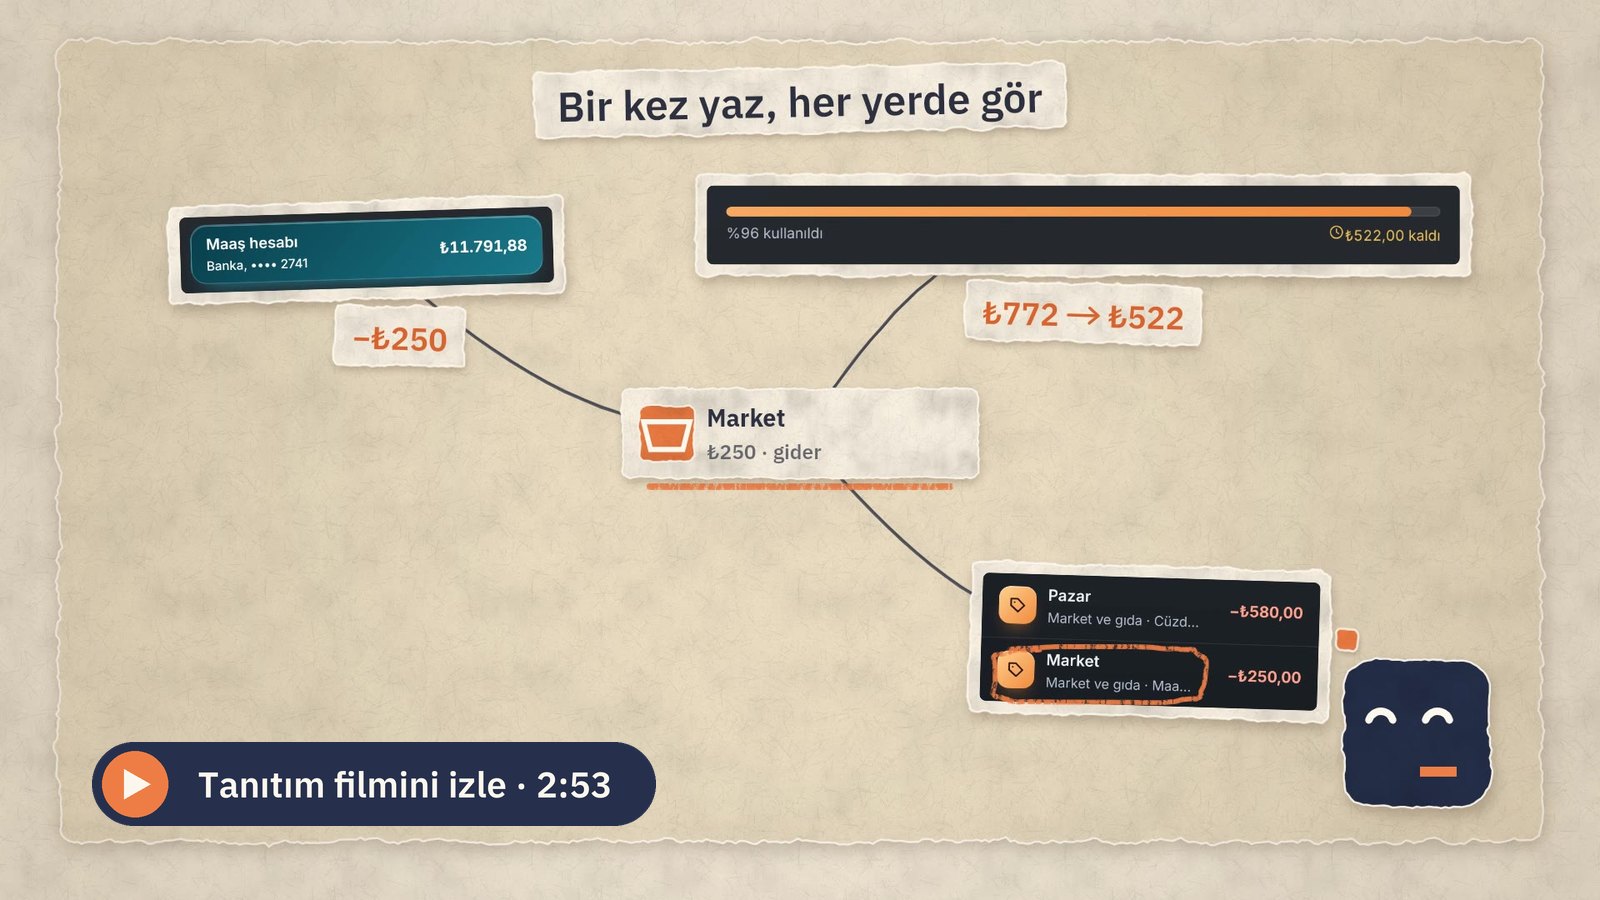 Bir kez yaz, her yerde gör
Maaş hesabı
₺11.791,88
Banka, •••• 2741
−₺250
%96 kullanıldı
₺522,00 kaldı
₺772 → ₺522
Market
₺250 · gider
Pazar
Market ve gıda · Cüzd...
−₺580,00
Market
Market ve gıda · Maa...
−₺250,00
Tanıtım filmini izle · 2:53